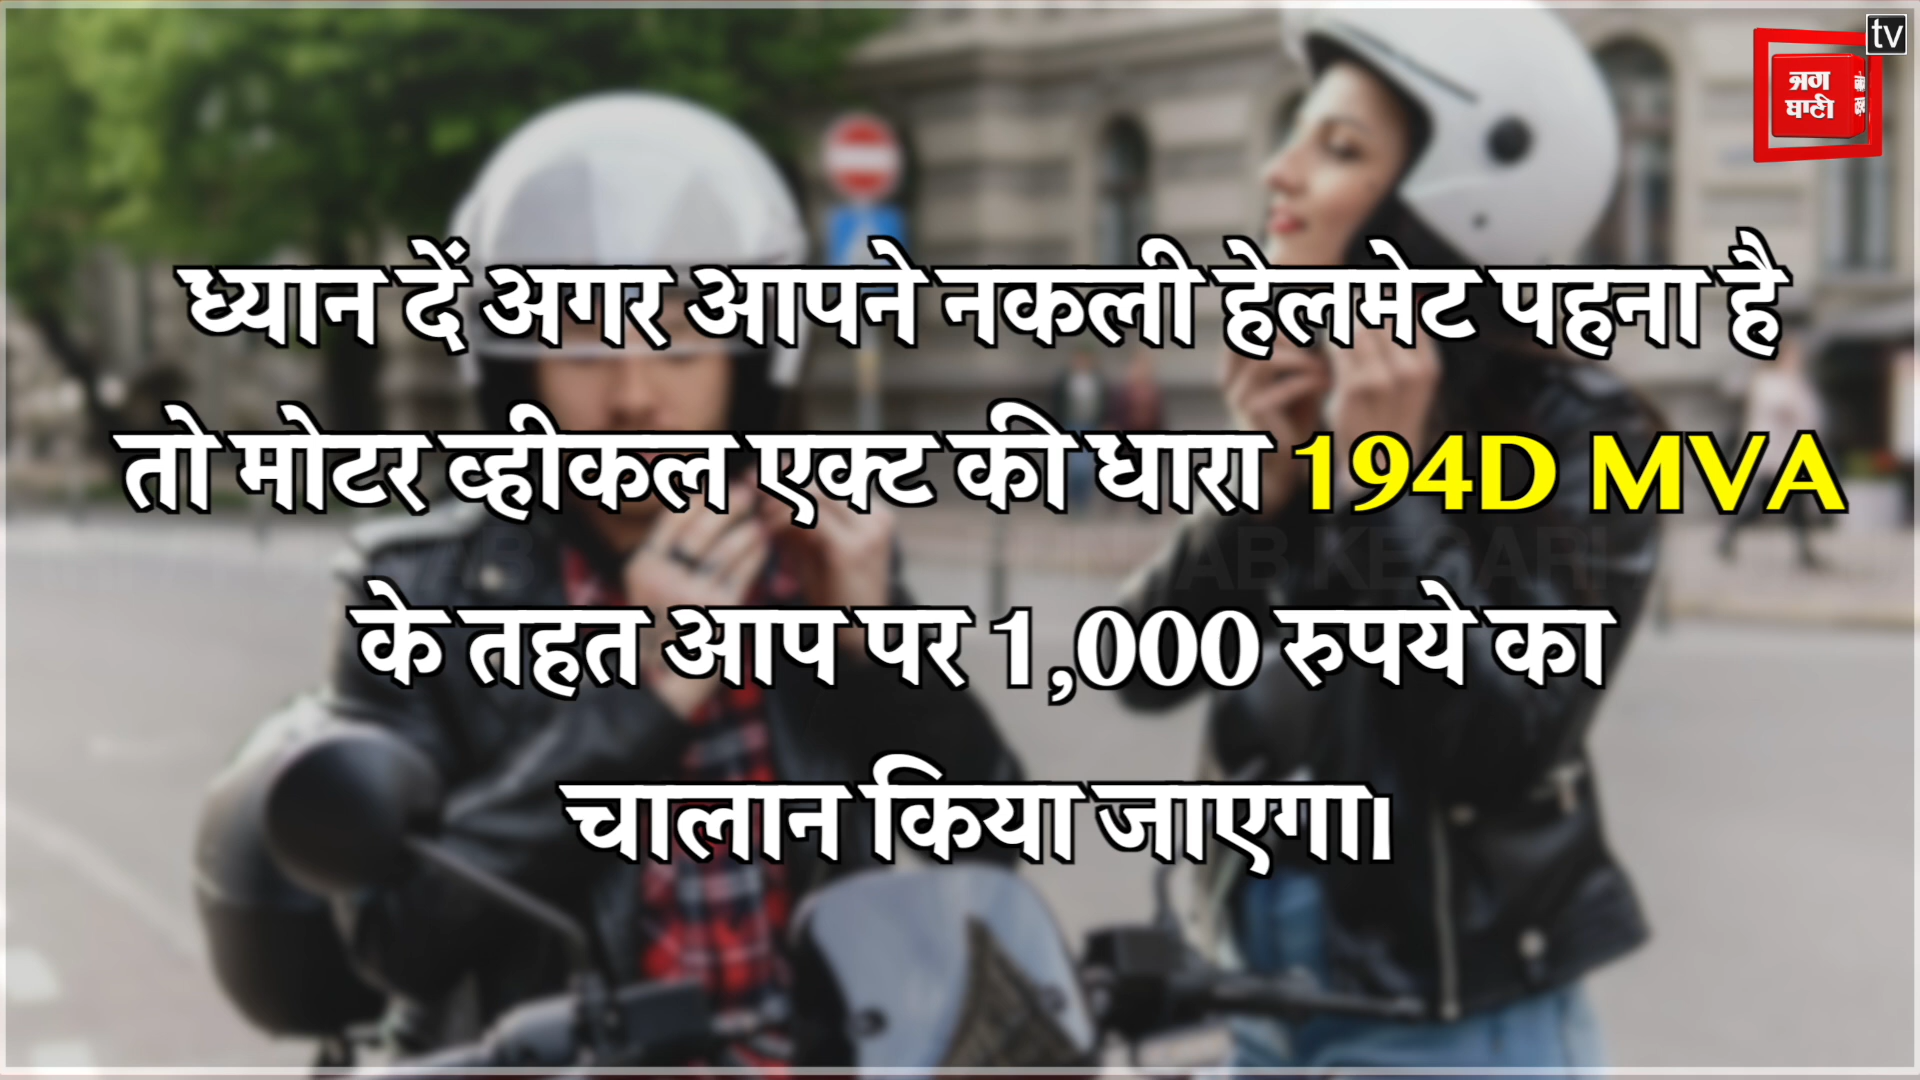 tv
ध्यान दें अगर आपने नकली हेलमेट पहना है
तो मोटर व्हीकल एक्ट की धारा 194D MVA
के तहत आप पर 1,000 रुपये का
चालान किया जाएगा।